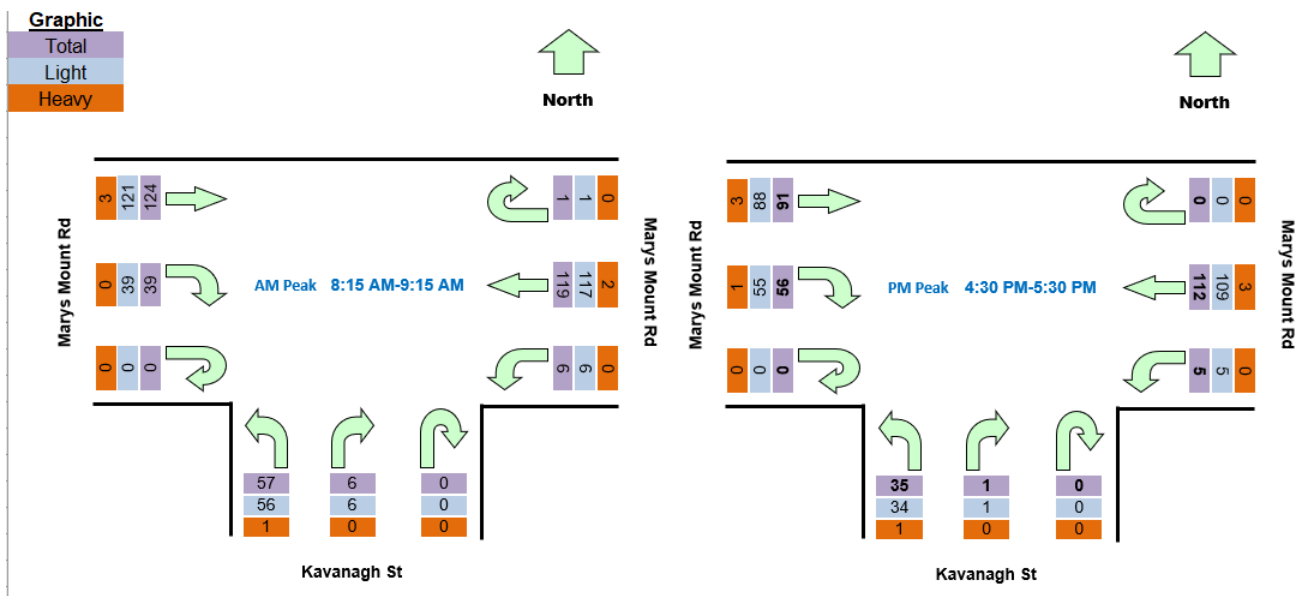 Graphic
Total
Light
Heavy
North
North
Marys Mount Rd
3 121 124
0 39 39
0 0 0
AM Peak 8:15 AM-9:15 AM
1 1 0
119 117 2
6 6 0
Marys Mount Rd
57 6 0
56 6 0
1 0 0
Kavanagh St
Marys Mount Rd
3 88 91
1 55 56
0 0 0
PM Peak 4:30 PM-5:30 PM
0 0 0
112 109 3
5 5 0
Marys Mount Rd
35 1 0
34 1 0
1 0 0
Kavanagh St